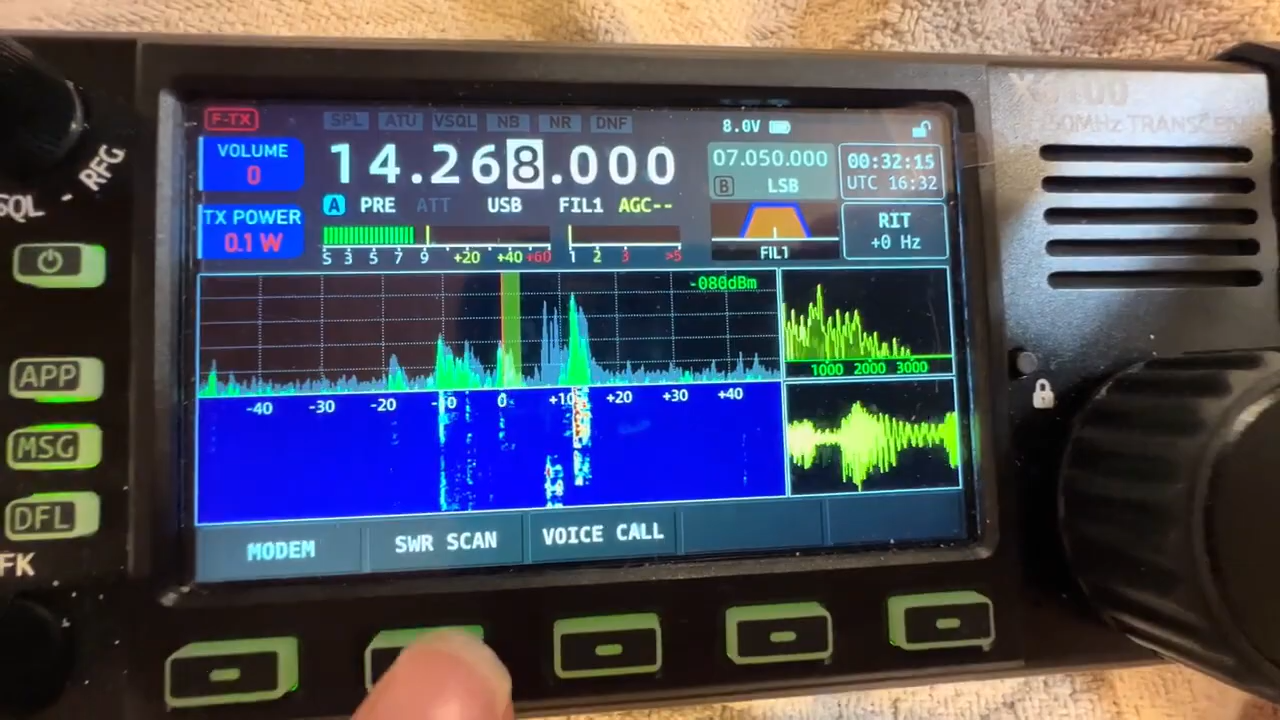 F-TX
SPL ATU VSQL NB NR DNF
8.0V
VOLUME
0
14.268.000
07.050.000
B LSB
00:32:15
UTC 16:32
A PRE ATT USB FIL1 AGC--
TX POWER
0.1 W
S 3 5 7 9 +20 +40 +60
1 2 3 >5
FIL1
RIT
+0 Hz
-080dBm
1000 2000 3000
-40 -30 -20 -10 0 +10 +20 +30 +40
MODEM
SWR SCAN
VOICE CALL
RFG
SQL -
APP
MSG
DFL
FK